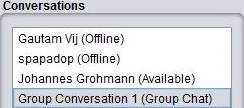 Conversations
Gautam Vij (Offline)
spapadop (Offline)
Johannes Grohmann (Available)
Group Conversation 1 (Group Chat)